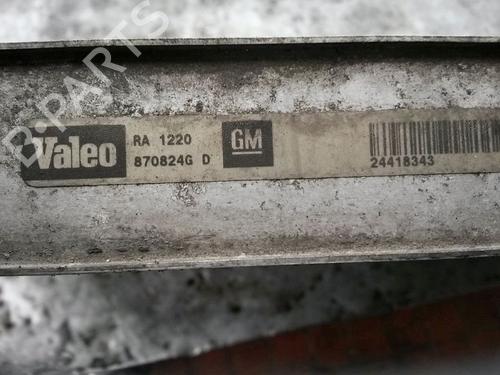 B-PARTS
Valeo
RA 1220
870824G D
GM
24418343